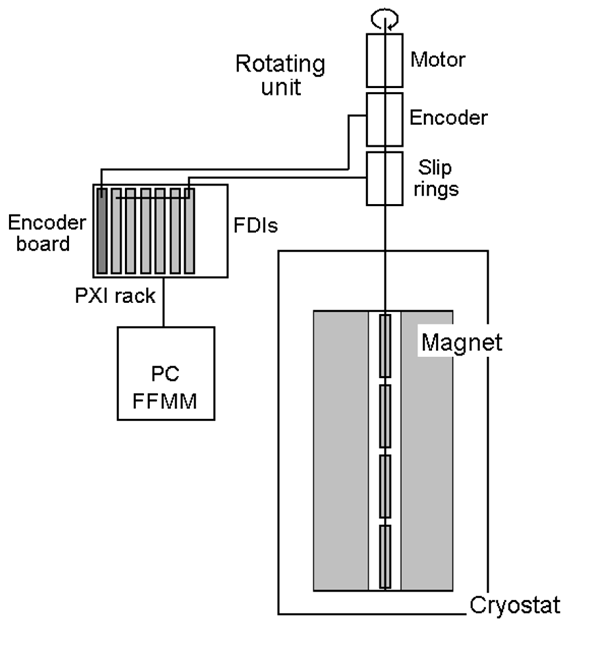 Rotating
unit
Motor
Encoder
Slip
rings
Encoder
board
FDIs
PXI rack
PC
FFMM
Magnet
Cryostat